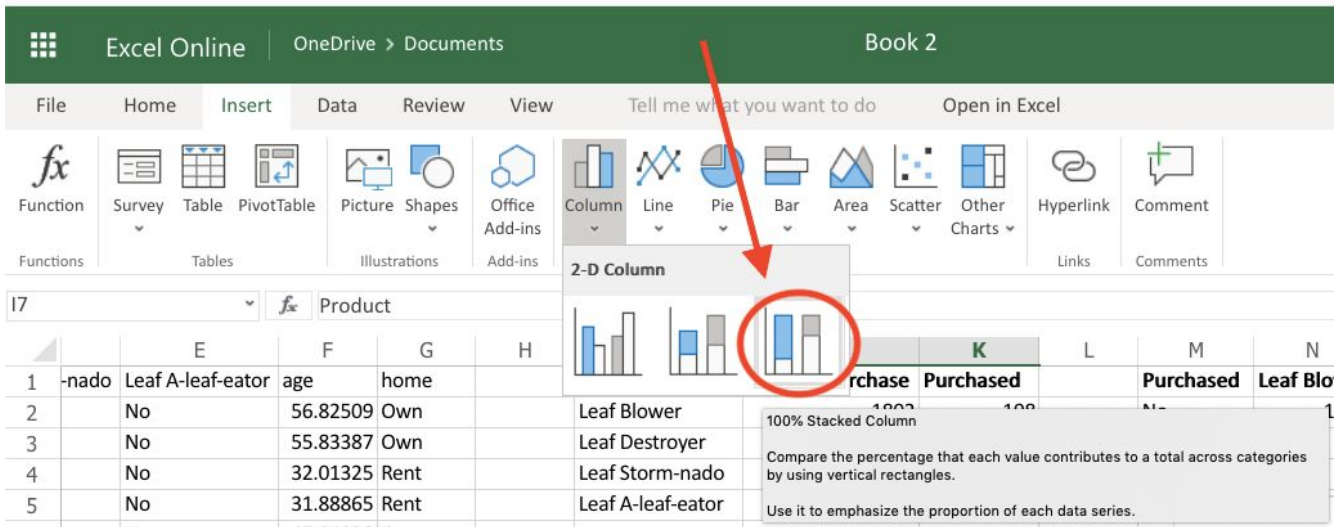 Excel Online OneDrive > Documents Book 2
File Home Insert Data Review View Tell me what you want to do Open in Excel
fx
Function Survey Table PivotTable Picture Shapes Office Add-ins Column Line Pie Bar Area Scatter Other Charts Hyperlink Comment
Functions Tables Illustrations Add-ins Links Comments
2-D Column
I7 fx Product
E F G H K L M N
1 -nado Leaf A-leaf-eator age home rchase Purchased Purchased Leaf Blo
2 No 56.82509 Own Leaf Blower
3 No 55.83387 Own Leaf Destroyer
4 No 32.01325 Rent Leaf Storm-nado
5 No 31.88865 Rent Leaf A-leaf-eator
100% Stacked Column
Compare the percentage that each value contributes to a total across categories
by using vertical rectangles.
Use it to emphasize the proportion of each data series.